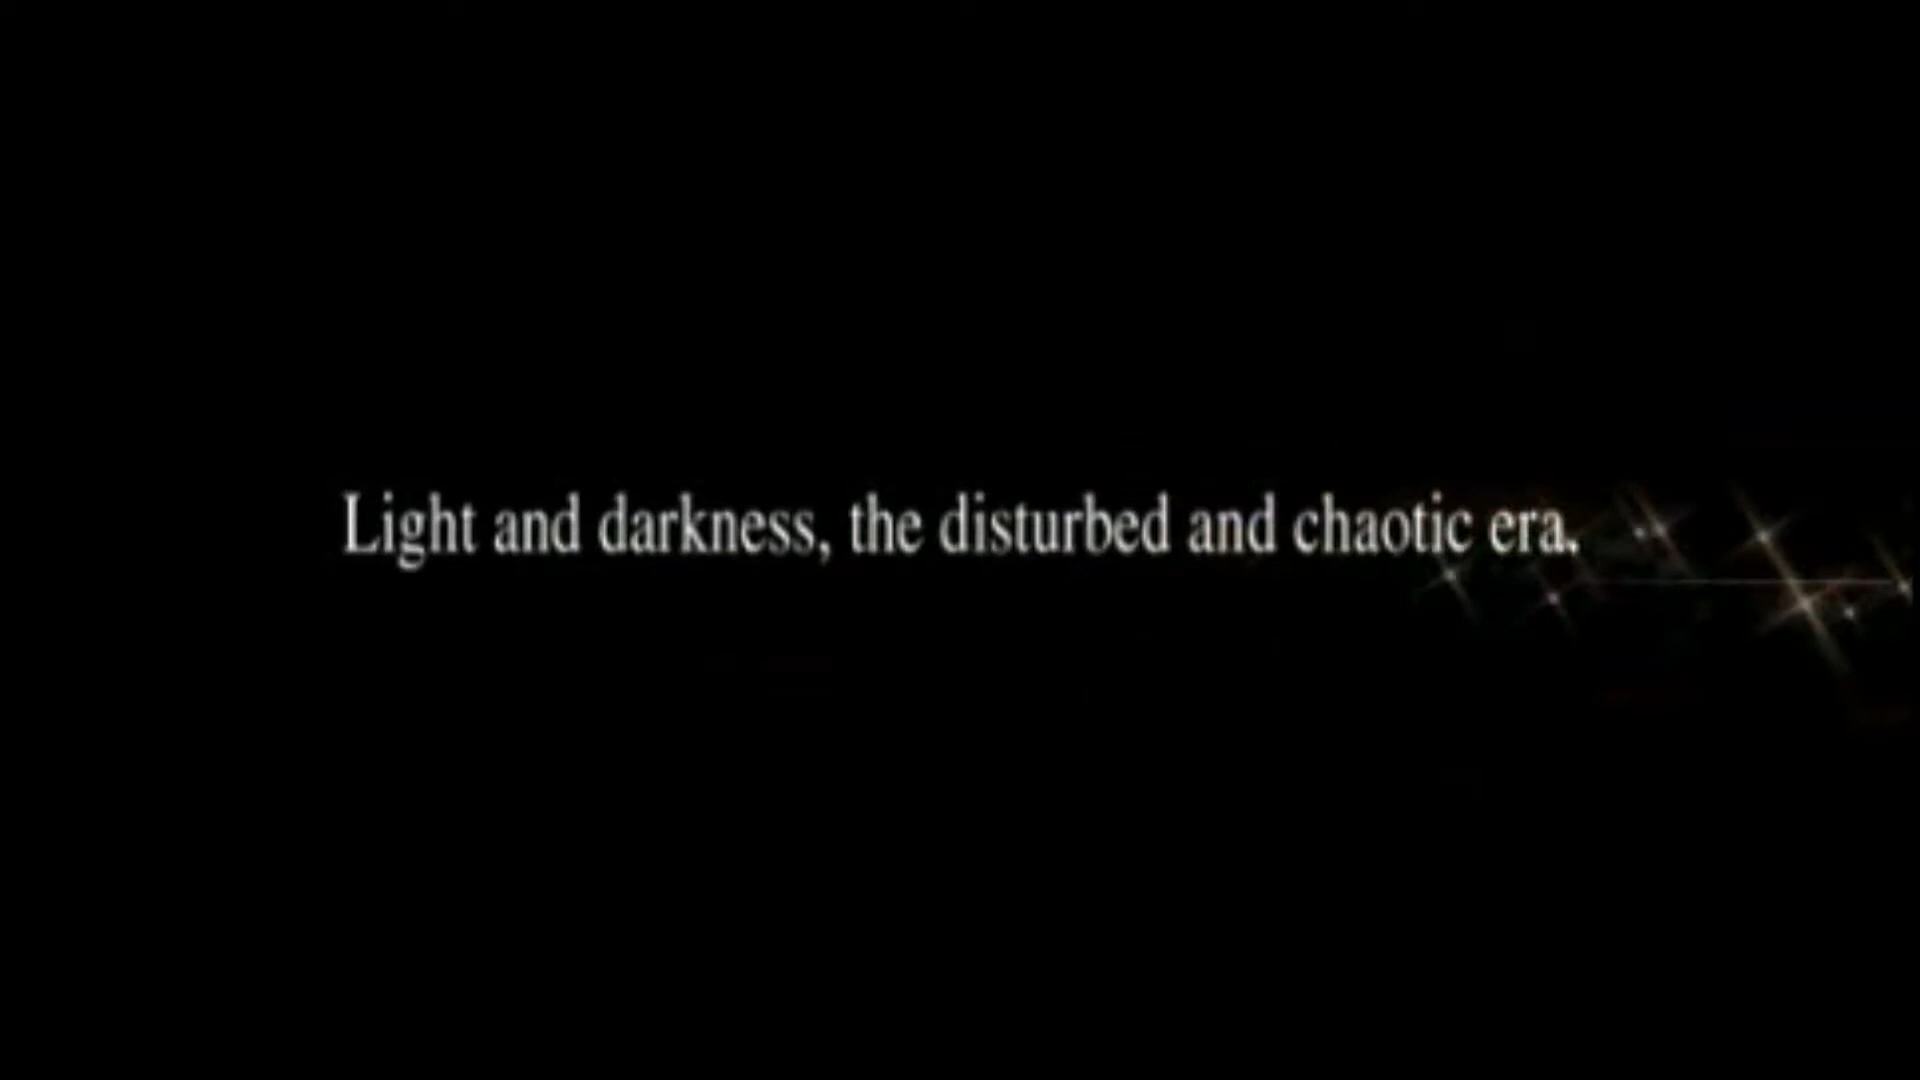 Light and darkness, the disturbed and chaotic era.